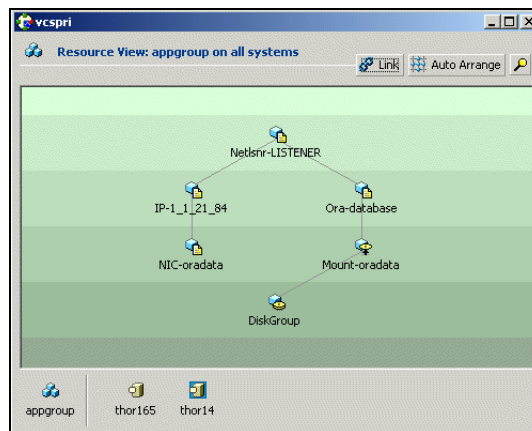 vcspri
Resource View: appgroup on all systems
Link
Auto Arrange
Netlsnr-LISTENER
IP-1_1_21_84
Ora-database
NIC-oradata
Mount-oradata
DiskGroup
appgroup
thor165
thor14